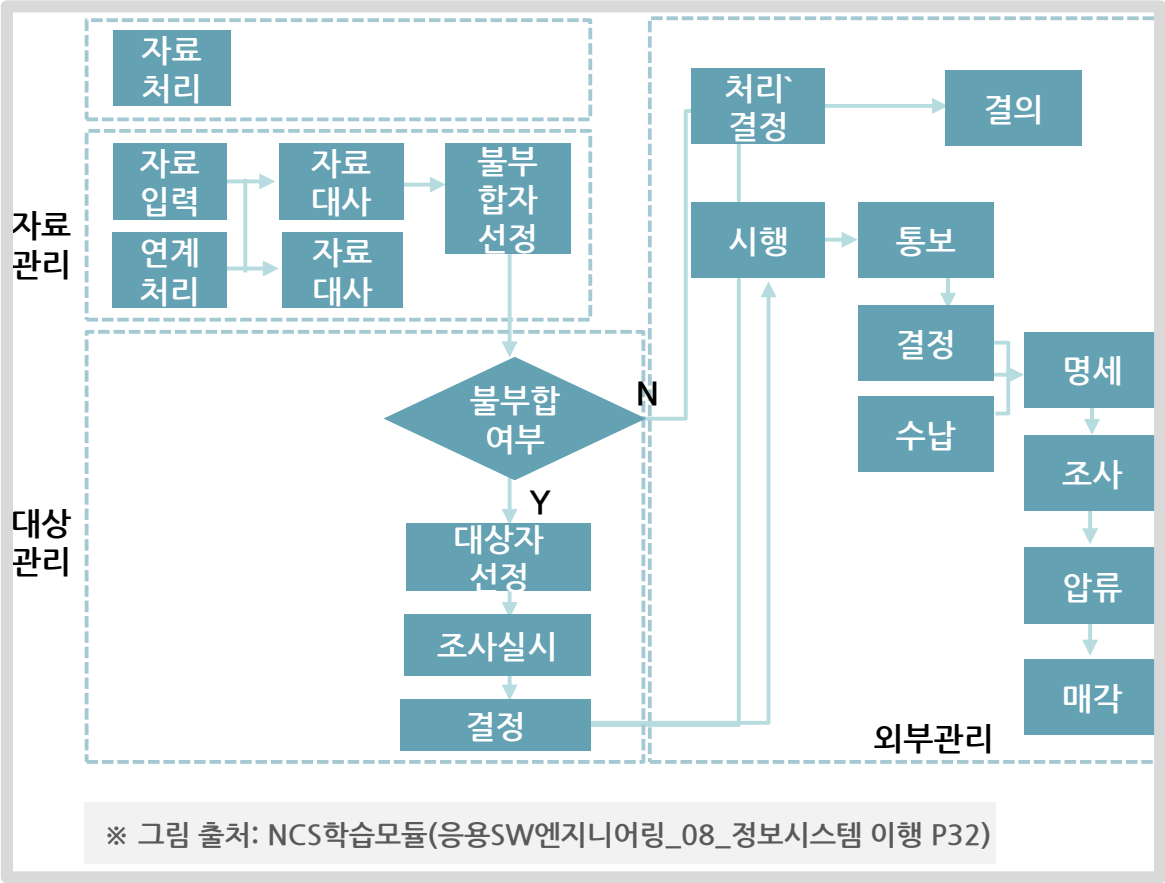 자료
처리
자료
관리
자료
입력
자료
대사
불부
합자
선정
연계
처리
자료
대사
대상
관리
불부합
여부
N
Y
대상자
선정
조사실시
결정
처리`
결정
결의
시행
통보
결정
수납
명세
조사
압류
매각
외부관리
※ 그림 출처: NCS학습모듈(응용SW엔지니어링_08_정보시스템 이행 P32)